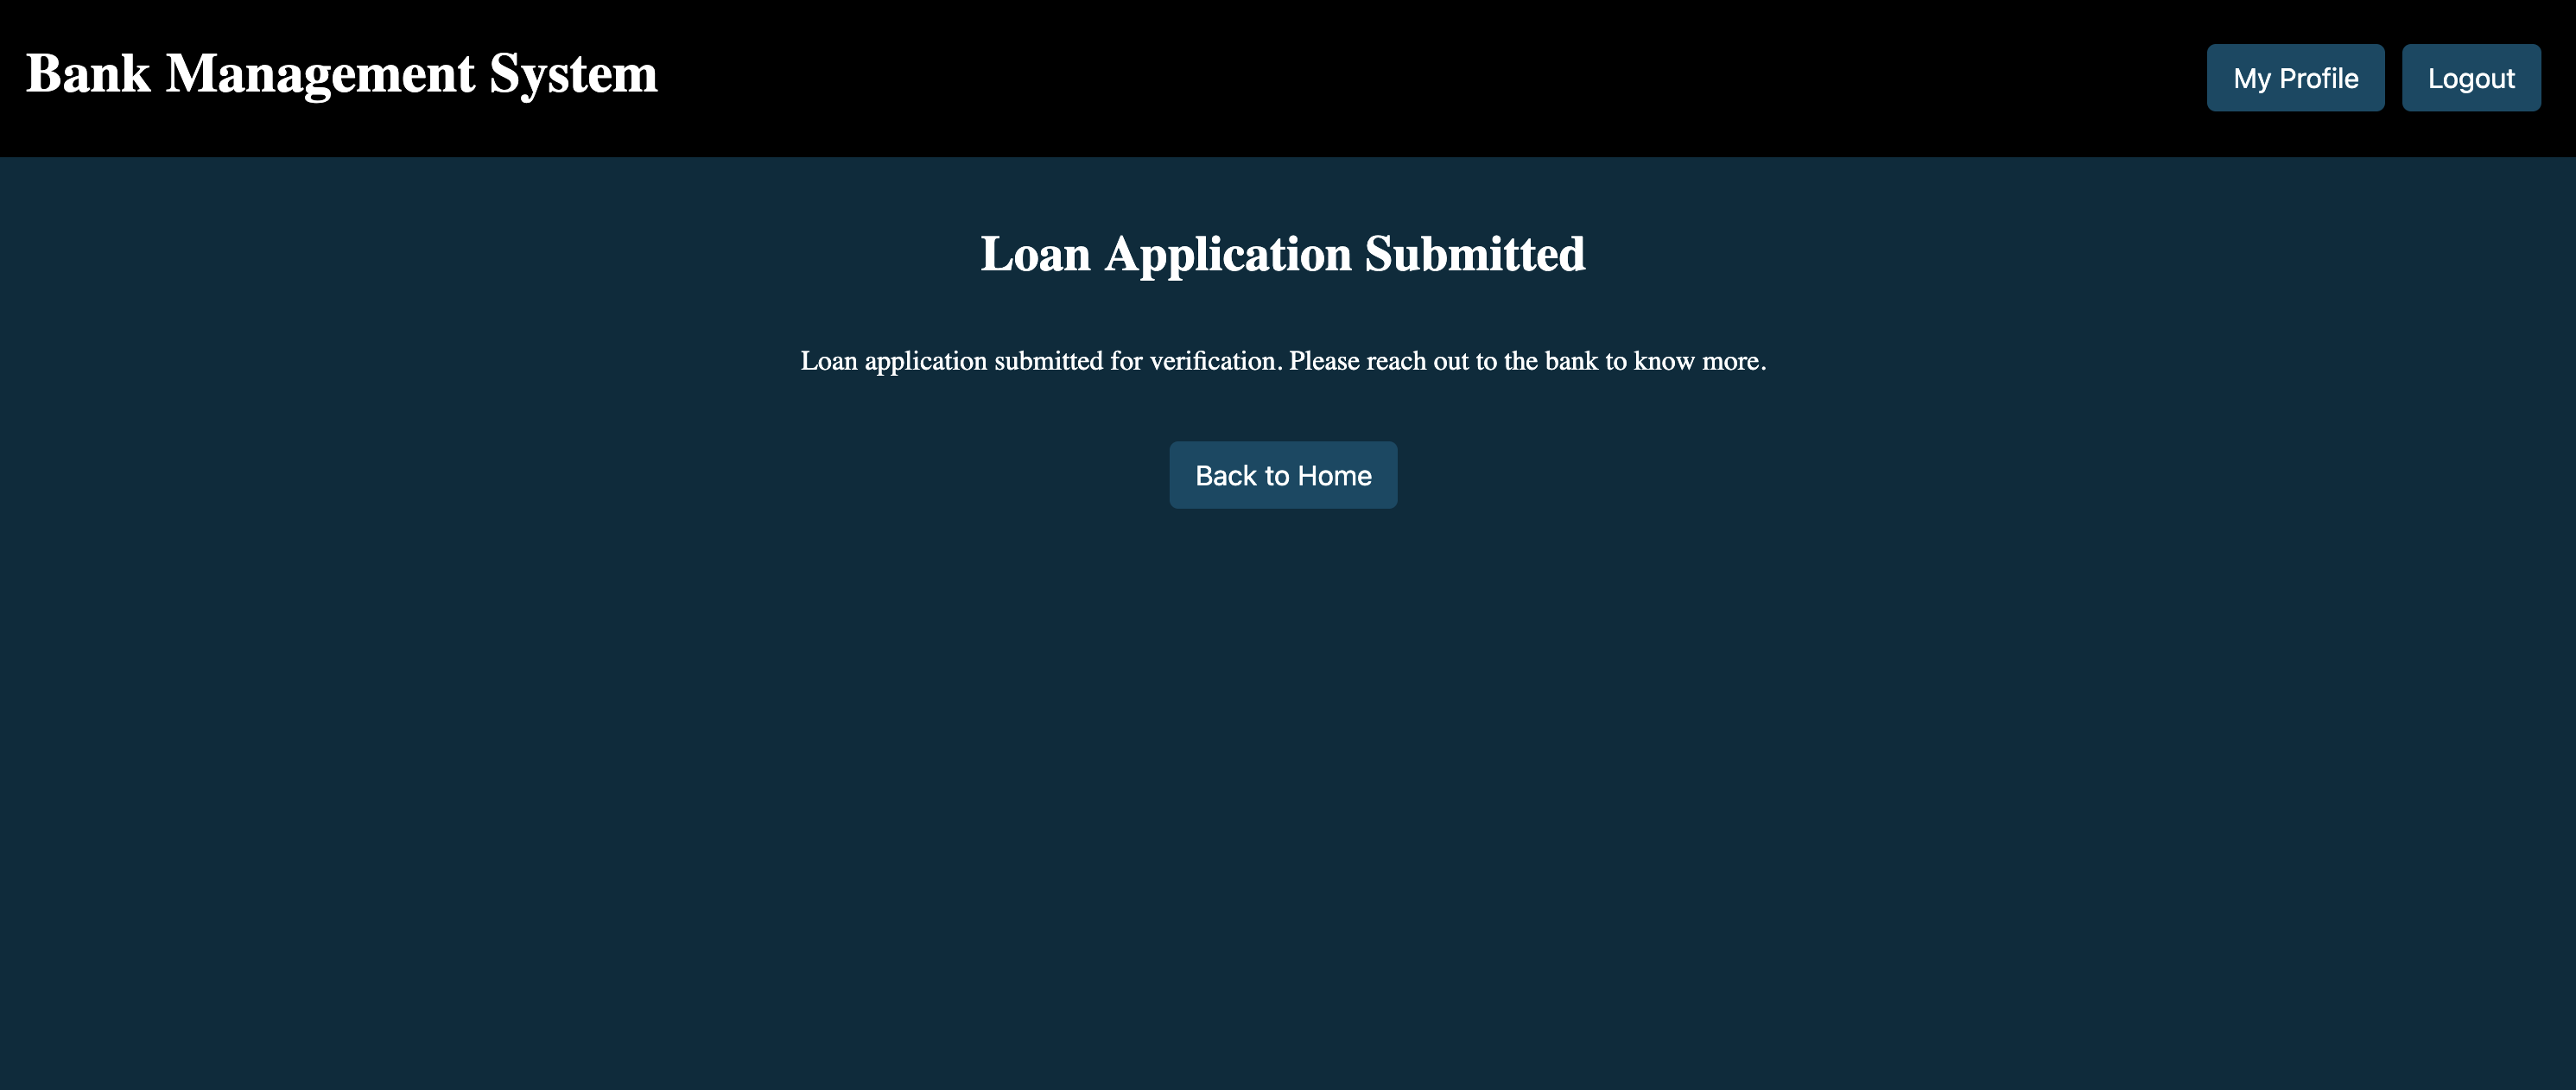 Bank Management System
My Profile
Logout
Loan Application Submitted
Loan application submitted for verification. Please reach out to the bank to know more.
Back to Home